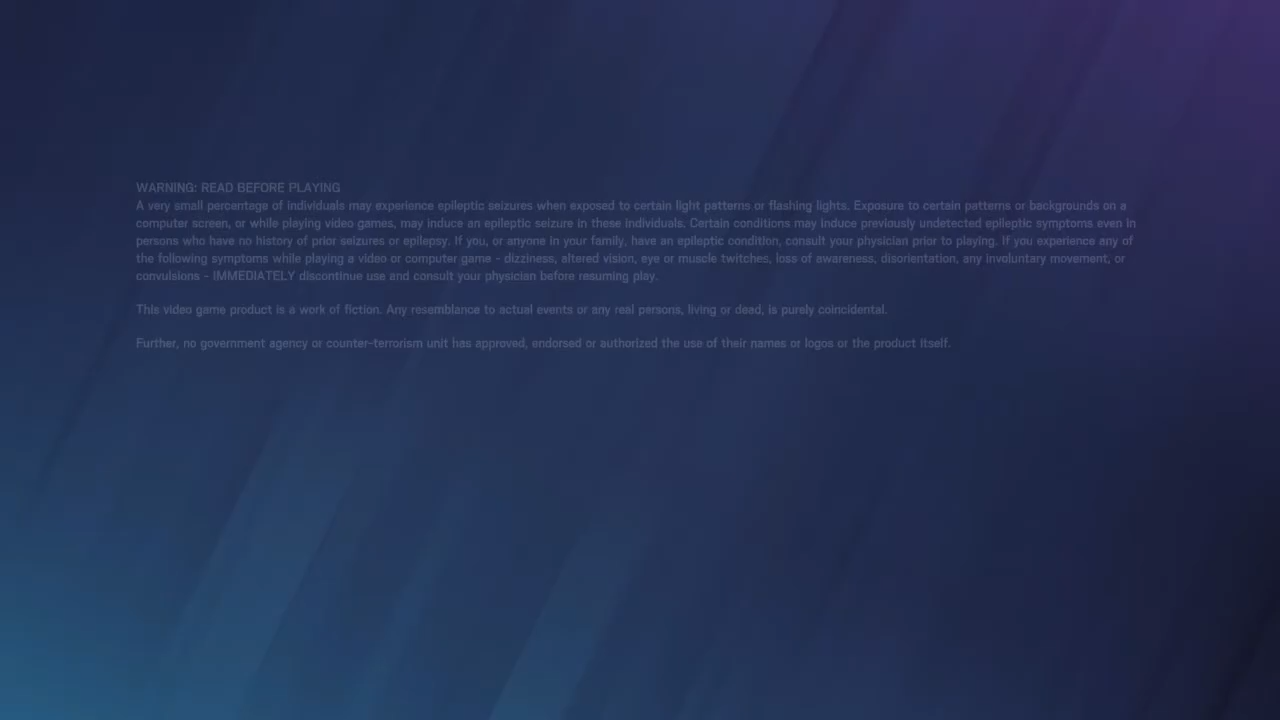 WARNING: READ BEFORE PLAYING
A very small percentege of individuals may experience epileptic seizures when exposed to certain light patterns or flashing lights. Exposure to certain patterns or backgrounds on a
computer screen, or while playing video games, may induce an epileptic seizure in these individuals. Certain conditions may induce previously undetected epileptic symptoms even in
persons who have no history of prior seizures or epilepsy. If you, or anyone in your family, have an epileptic condition, consult your physician prior to playing. If you experience any of
the following symptoms while playing a video or computer game - dizziness, altered vision, eye or muscle twitches, loss of awareness, disorientation, any involuntary movement, or
convulsions - IMMEDIATELY discontinue use and consult your physician before resuming play.
This video game product is a work of fiction. Any resemblance to actual events or any real persons, living or dead, is purely coincidental.
Further, no government agency or counter-terrorism unit has approved, endorsed or authorized the use of their names or logos or the product itself.